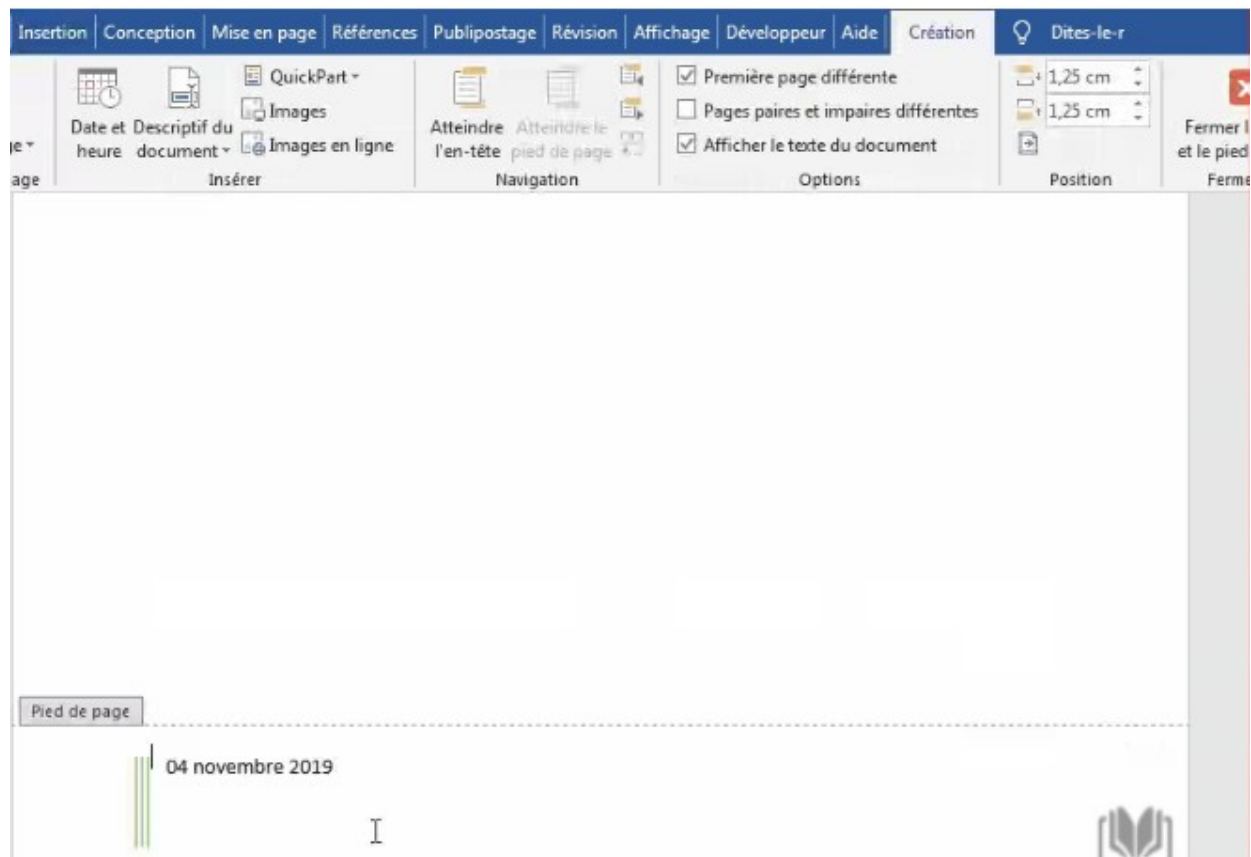 Insertion Conception Mise en page Références Publipostage Révision Affichage Développeur Aide Création Dites-le-r
Date et heure
Descriptif du document
QuickPart
Images
Images en ligne
Insérer
Atteindre l'en-tête
Atteindre le pied de page
Navigation
Première page différente
Pages paires et impaires différentes
Afficher le texte du document
Options
1,25 cm
1,25 cm
Position
Fermer l
et le pied
Ferme
age
Pied de page
04 novembre 2019